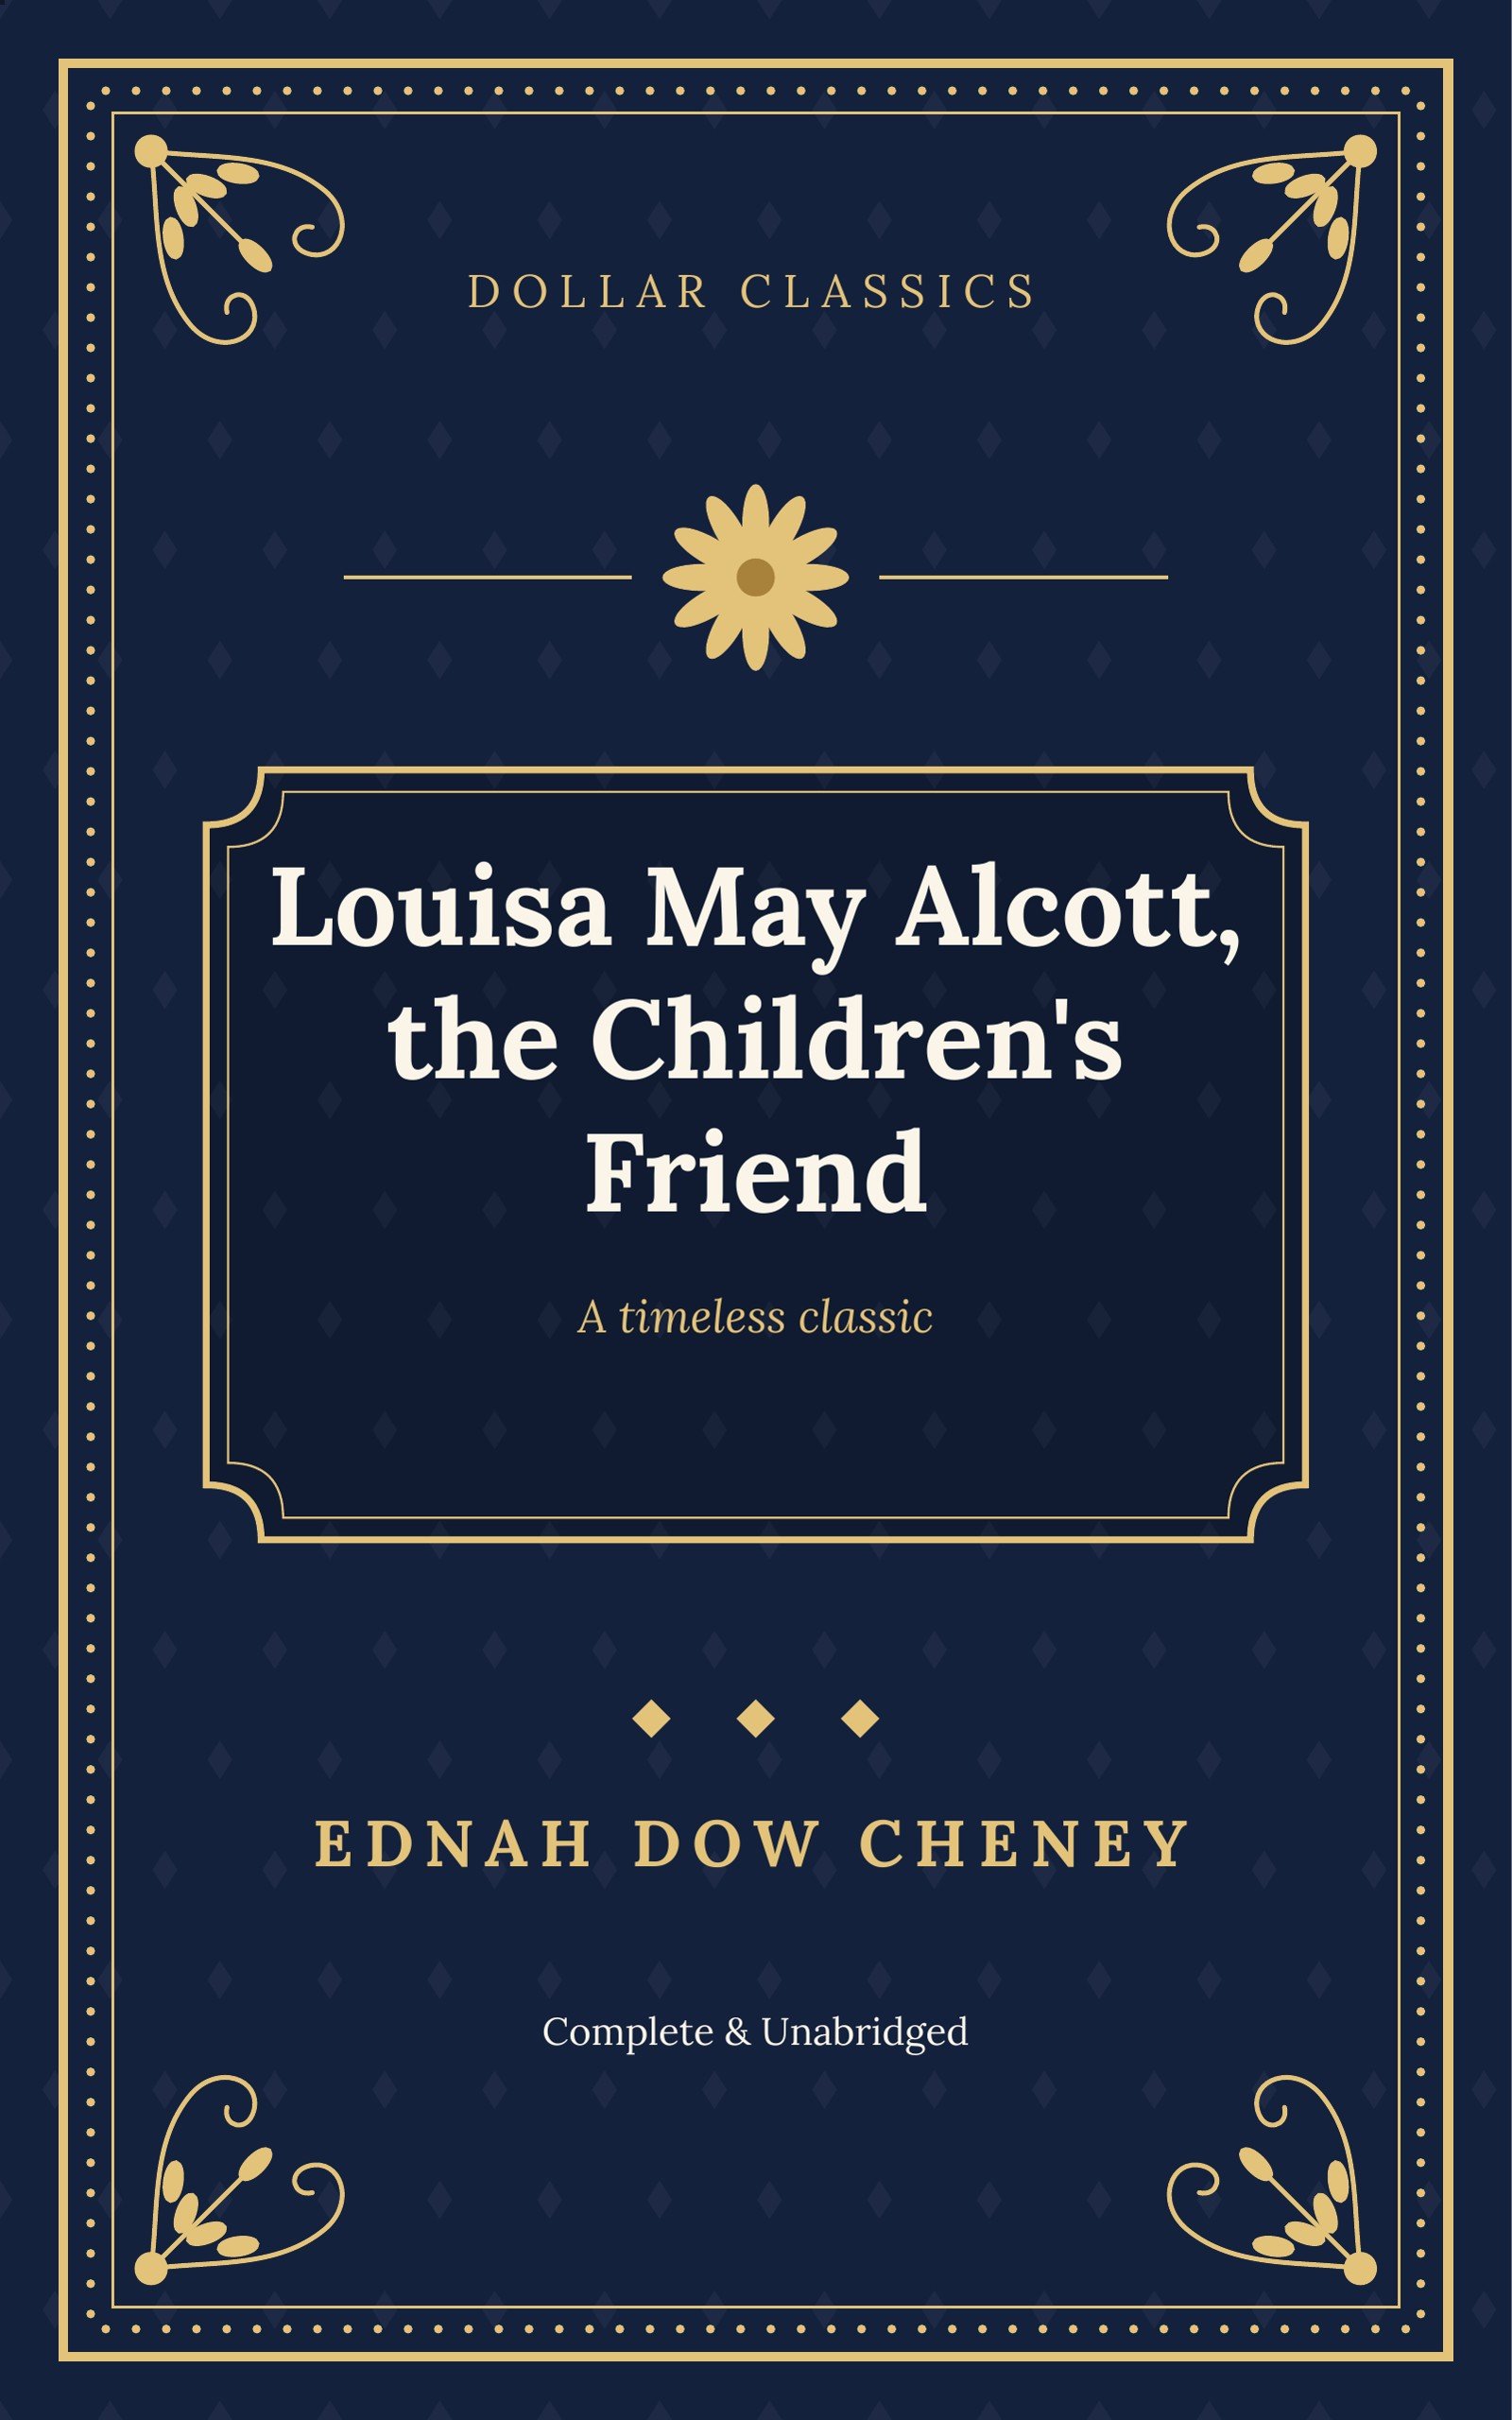 DOLLAR CLASSICS
Louisa May Alcott,
the Children's
Friend
A timeless classic
EDNAH DOW CHENEY
Complete & Unabridged